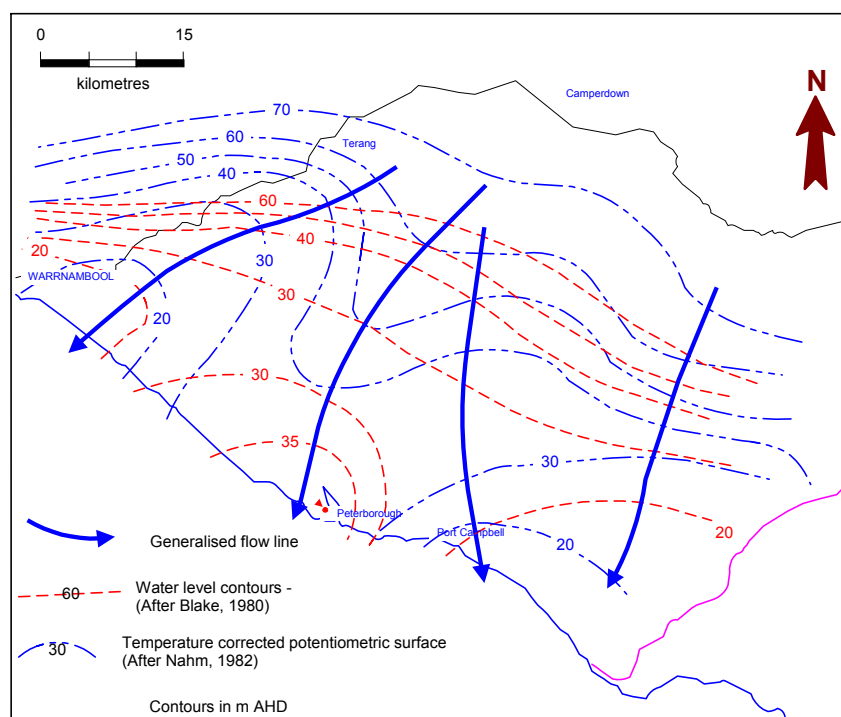 0 15
kilometres
N
Camperdown
70
60
Terang
50
40
60
20
40
30
WARRNAMBOOL
30
20
30
35
30
Peterborough
Port Campbell
20
20
Generalised flow line
60
Water level contours -
(After Blake, 1980)
30
Temperature corrected potentiometric surface
(After Nahm, 1982)
Contours in m AHD